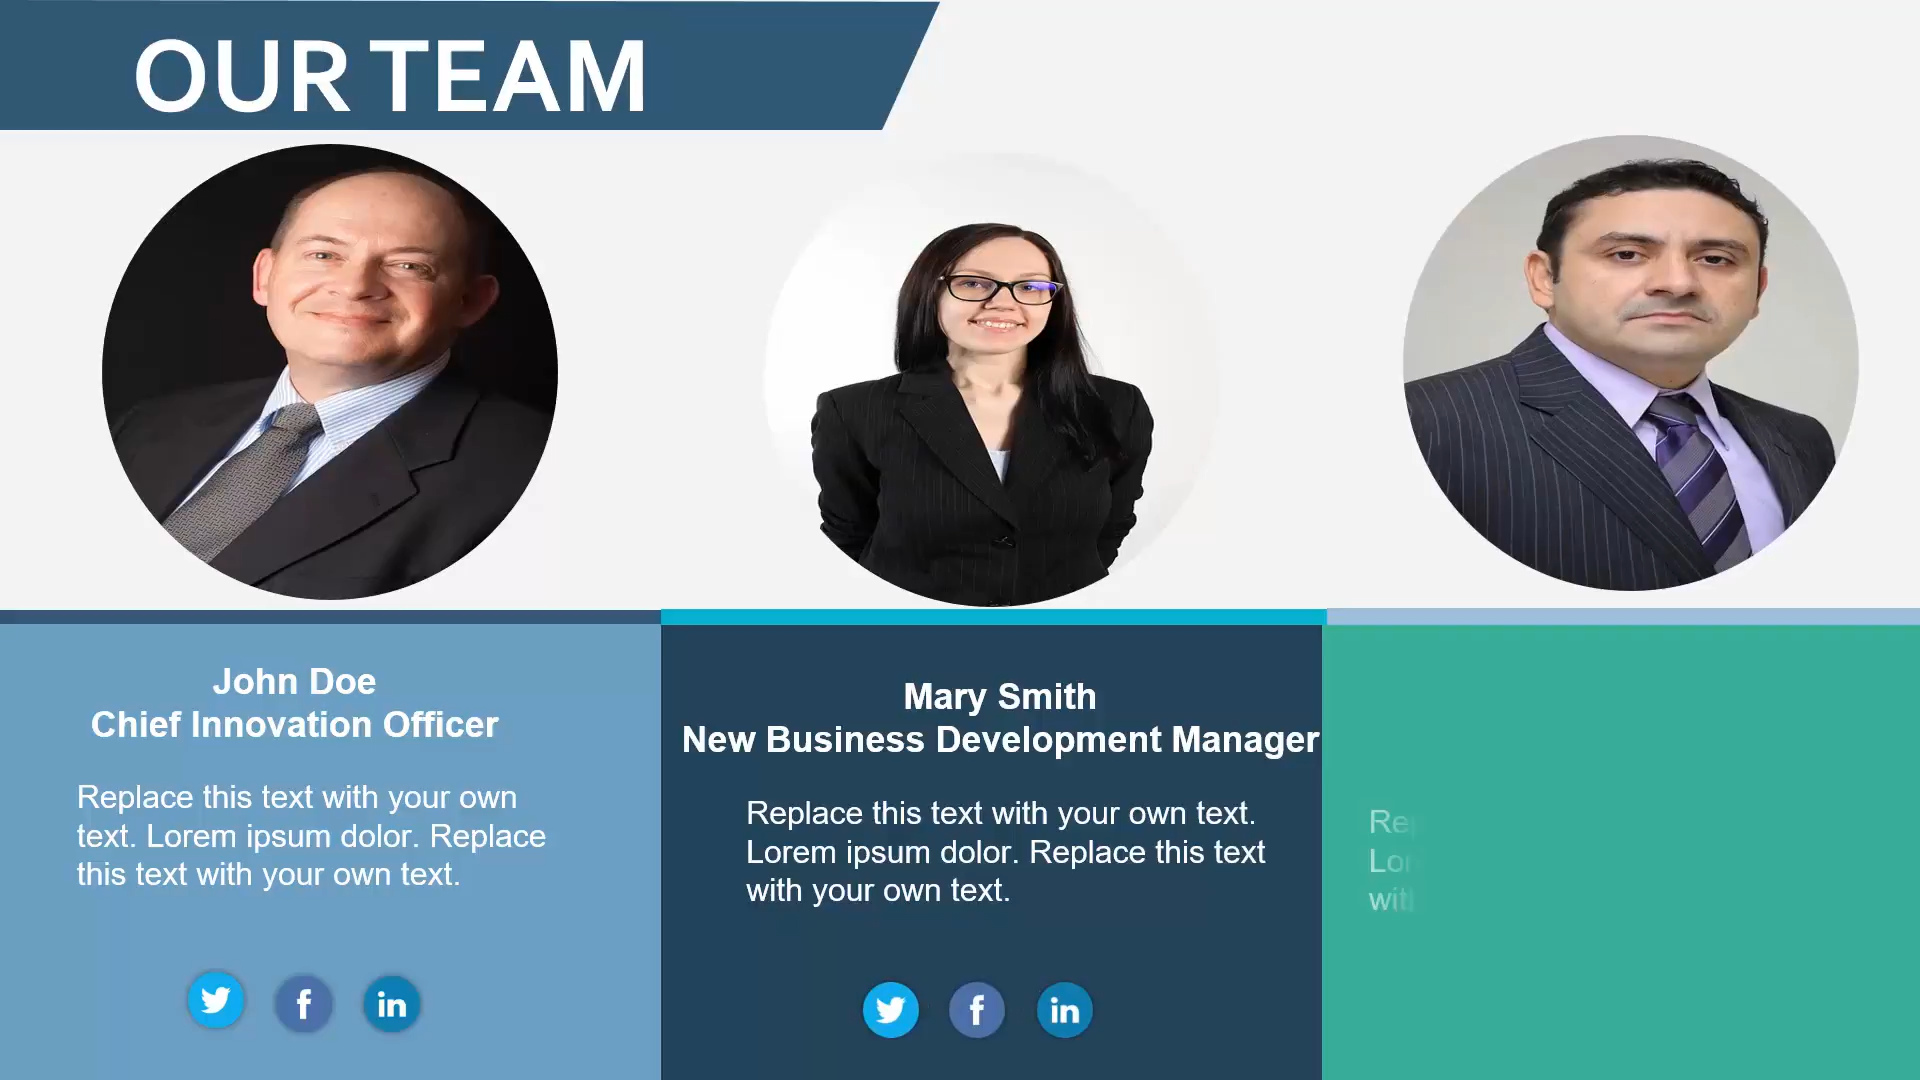 OUR TEAM
John Doe
Chief Innovation Officer
Replace this text with your own
text. Lorem ipsum dolor. Replace
this text with your own text.
f
in
Mary Smith
New Business Development Manager
Replace this text with your own text.
Lorem ipsum dolor. Replace this text
with your own text.
f
in